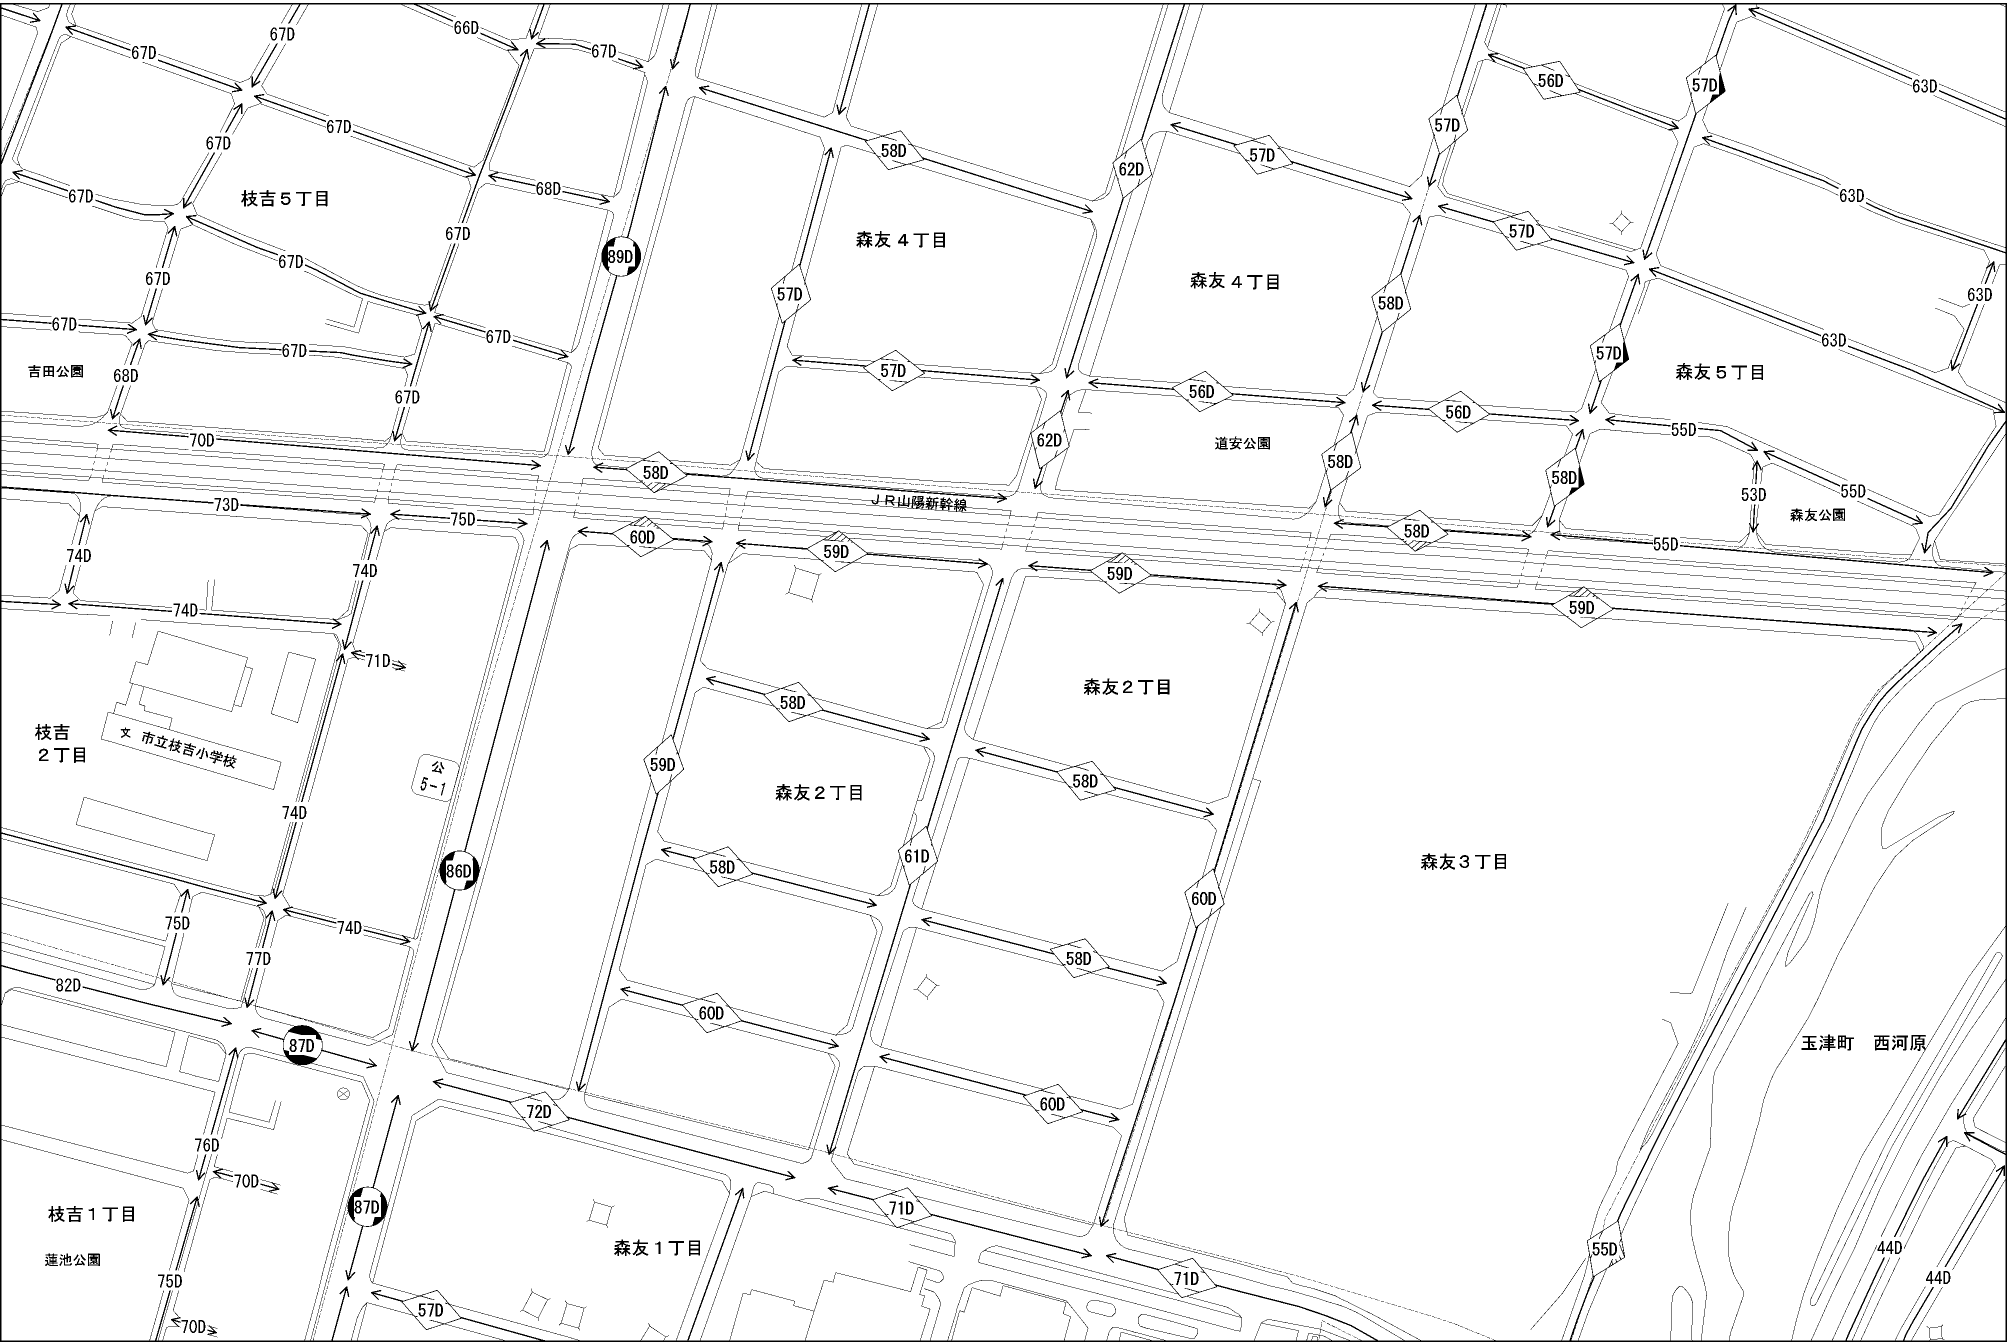 66D
67D
67D
67D
63D
56D
57D
67D
67D
57D
58D
57D
62D
67D
68D
63D
枝吉５丁目
67D
67D
57D
森友４丁目
89D
67D
67D
森友４丁目
57D
63D
58D
67D
67D
67D
63D
57D
吉田公園
68D
57D
森友５丁目
56D
67D
56D
55D
70D
62D
道安公園
58D
58D
58D
55D
53D
73D
ＪＲ山陽新幹線
森友公園
75D
58D
60D
59D
55D
74D
74D
59D
74D
59D
71D
森友２丁目
58D
枝吉
２丁目
文 市立枝吉小学校
公
5-1
59D
58D
森友２丁目
74D
61D
森友３丁目
58D
86D
60D
75D
74D
77D
58D
82D
60D
87D
玉津町　西河原
60D
72D
76D
70D
87D
71D
枝吉１丁目
森友１丁目
55D
44D
蓮池公園
75D
71D
44D
57D
70D